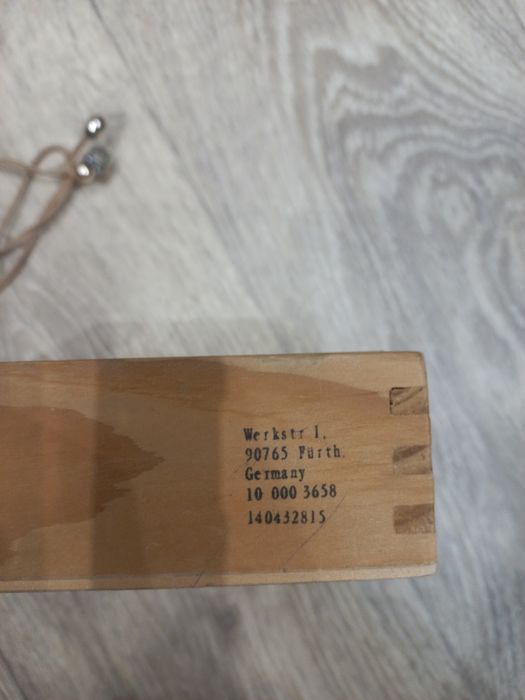 Werkstr 1,
90765 Fürth.
Germany
10 000 3658
140432815